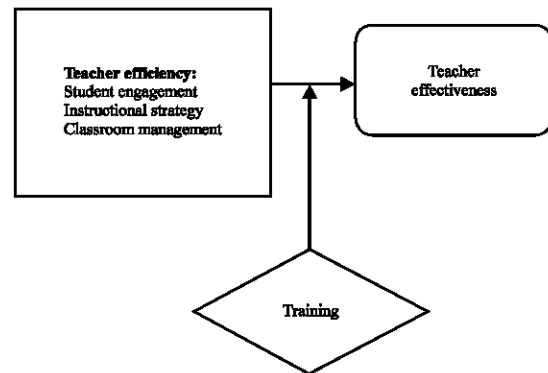 Teacher efficiency:
Student engagement
Instructional strategy
Classroom management
Teacher
effectiveness
Training